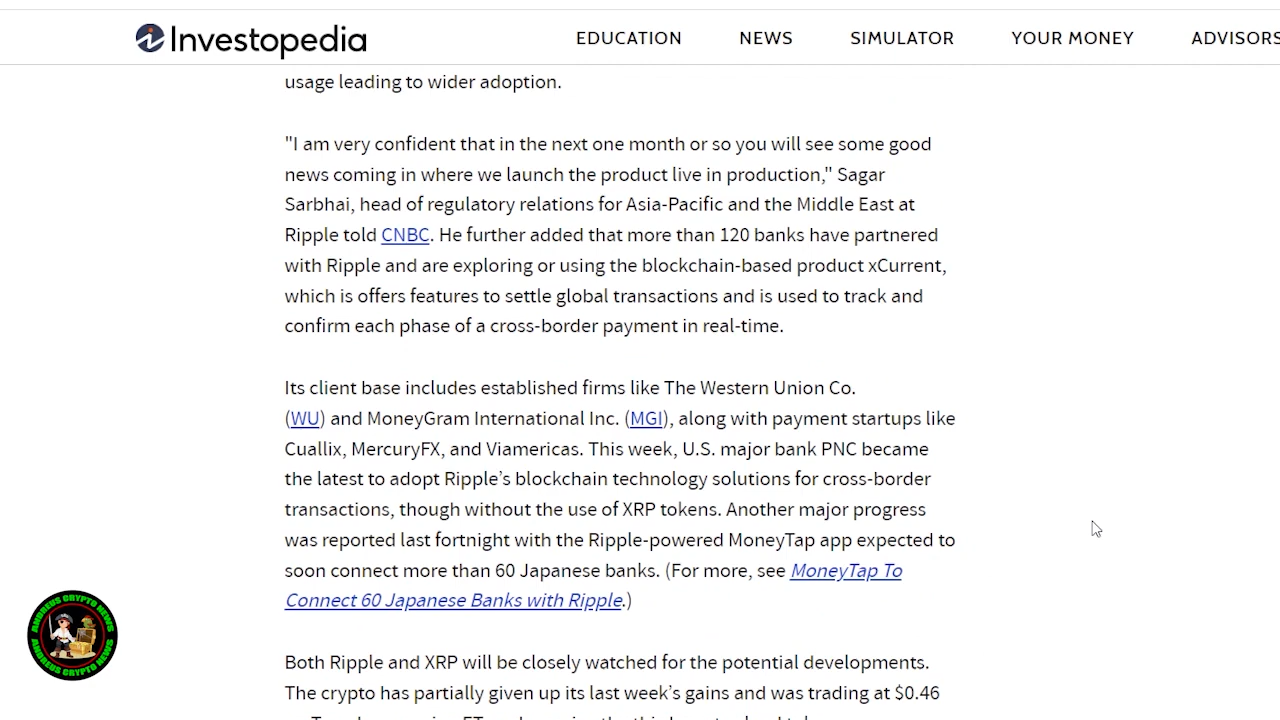 Investopedia
EDUCATION NEWS SIMULATOR YOUR MONEY ADVISORS
usage leading to wider adoption.
"I am very confident that in the next one month or so you will see some good
news coming in where we launch the product live in production," Sagar
Sarbhai, head of regulatory relations for Asia-Pacific and the Middle East at
Ripple told CNBC. He further added that more than 120 banks have partnered
with Ripple and are exploring or using the blockchain-based product xCurrent,
which is offers features to settle global transactions and is used to track and
confirm each phase of a cross-border payment in real-time.
Its client base includes established firms like The Western Union Co.
(WU) and MoneyGram International Inc. (MGI), along with payment startups like
Cuallix, MercuryFX, and Viamericas. This week, U.S. major bank PNC became
the latest to adopt Ripple’s blockchain technology solutions for cross-border
transactions, though without the use of XRP tokens. Another major progress
was reported last fortnight with the Ripple-powered MoneyTap app expected to
soon connect more than 60 Japanese banks. (For more, see MoneyTap To
Connect 60 Japanese Banks with Ripple.)
ANDREUS CRYPTO NEWS
ANDREUS CRYPTO NEWS
Both Ripple and XRP will be closely watched for the potential developments.
The crypto has partially given up its last week’s gains and was trading at $0.46